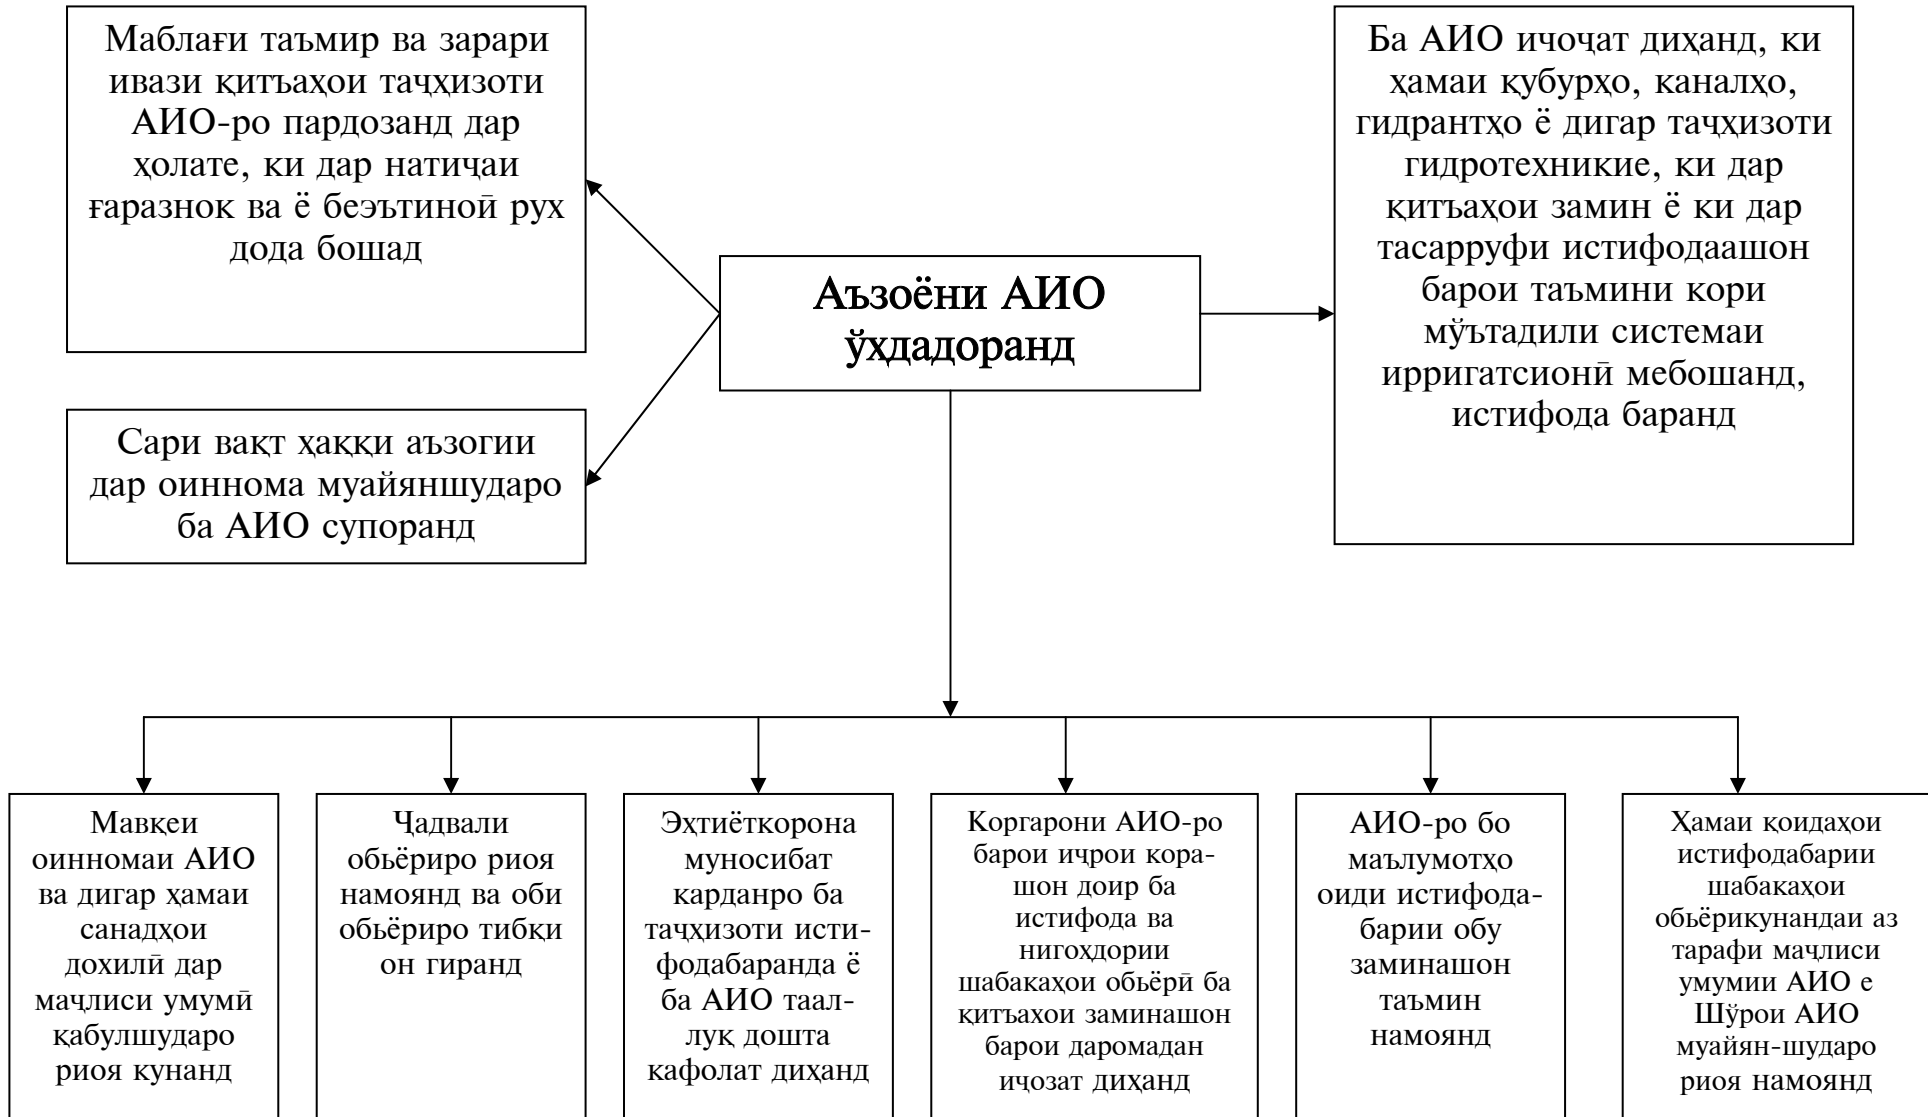 Маблағи таъмир ва зарари
ивази қитъаҳои таҷҳизоти
АИО-ро пардозанд дар
ҳолате, ки дар натиҷаи
ғаразнок ва ё беэътиноӣ рух
дода бошад
Ба АИО ичоҷат диҳанд, ки
ҳамаи қубурҳо, каналҳо,
гидрантҳо ё дигар таҷҳизоти
гидротехникие, ки дар
қитъаҳои замин ё ки дар
тасарруфи истифодаашон
барои таъмини кори
мӯътадили системаи
ирригатсионӣ мебошанд,
истифода баранд
Аъзоёни АИО
ӯҳдадоранд
Сари вақт ҳаққи аъзогии
дар оиннома муайяншударо
ба АИО супоранд
Мавқеи
оинномаи АИО
ва дигар ҳамаи
санадҳои
дохилӣ дар
маҷлиси умумӣ
қабулшударо
риоя кунанд
Ҷадвали
обьёриро риоя
намоянд ва оби
обьёриро тибқи
он гиранд
Эҳтиёткорона
муносибат
карданро ба
таҷҳизоти исти-
фодабаранда ё
ба АИО таал-
луқ дошта
кафолат диҳанд
Коргарони АИО-ро
барои иҷрои кора-
шон доир ба
истифода ва
нигоҳдории
шабакаҳои обьёрӣ ба
қитъахои заминашон
барои даромадан
иҷозат диҳанд
АИО-ро бо
маълумотҳо
оиди истифода-
барии обу
заминашон
таъмин
намоянд
Ҳамаи қоидаҳои
истифодабарии
шабакаҳои
обьёрикунандаи аз
тарафи маҷлиси
умумии АИО е
Шӯрои АИО
муайян-шударо
риоя намоянд